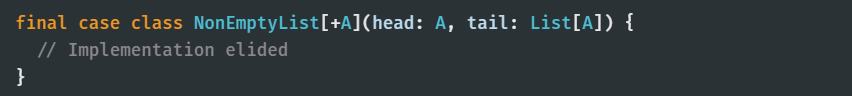 final case class NonEmptyList[+A](head: A, tail: List[A]) {
  // Implementation elided
}